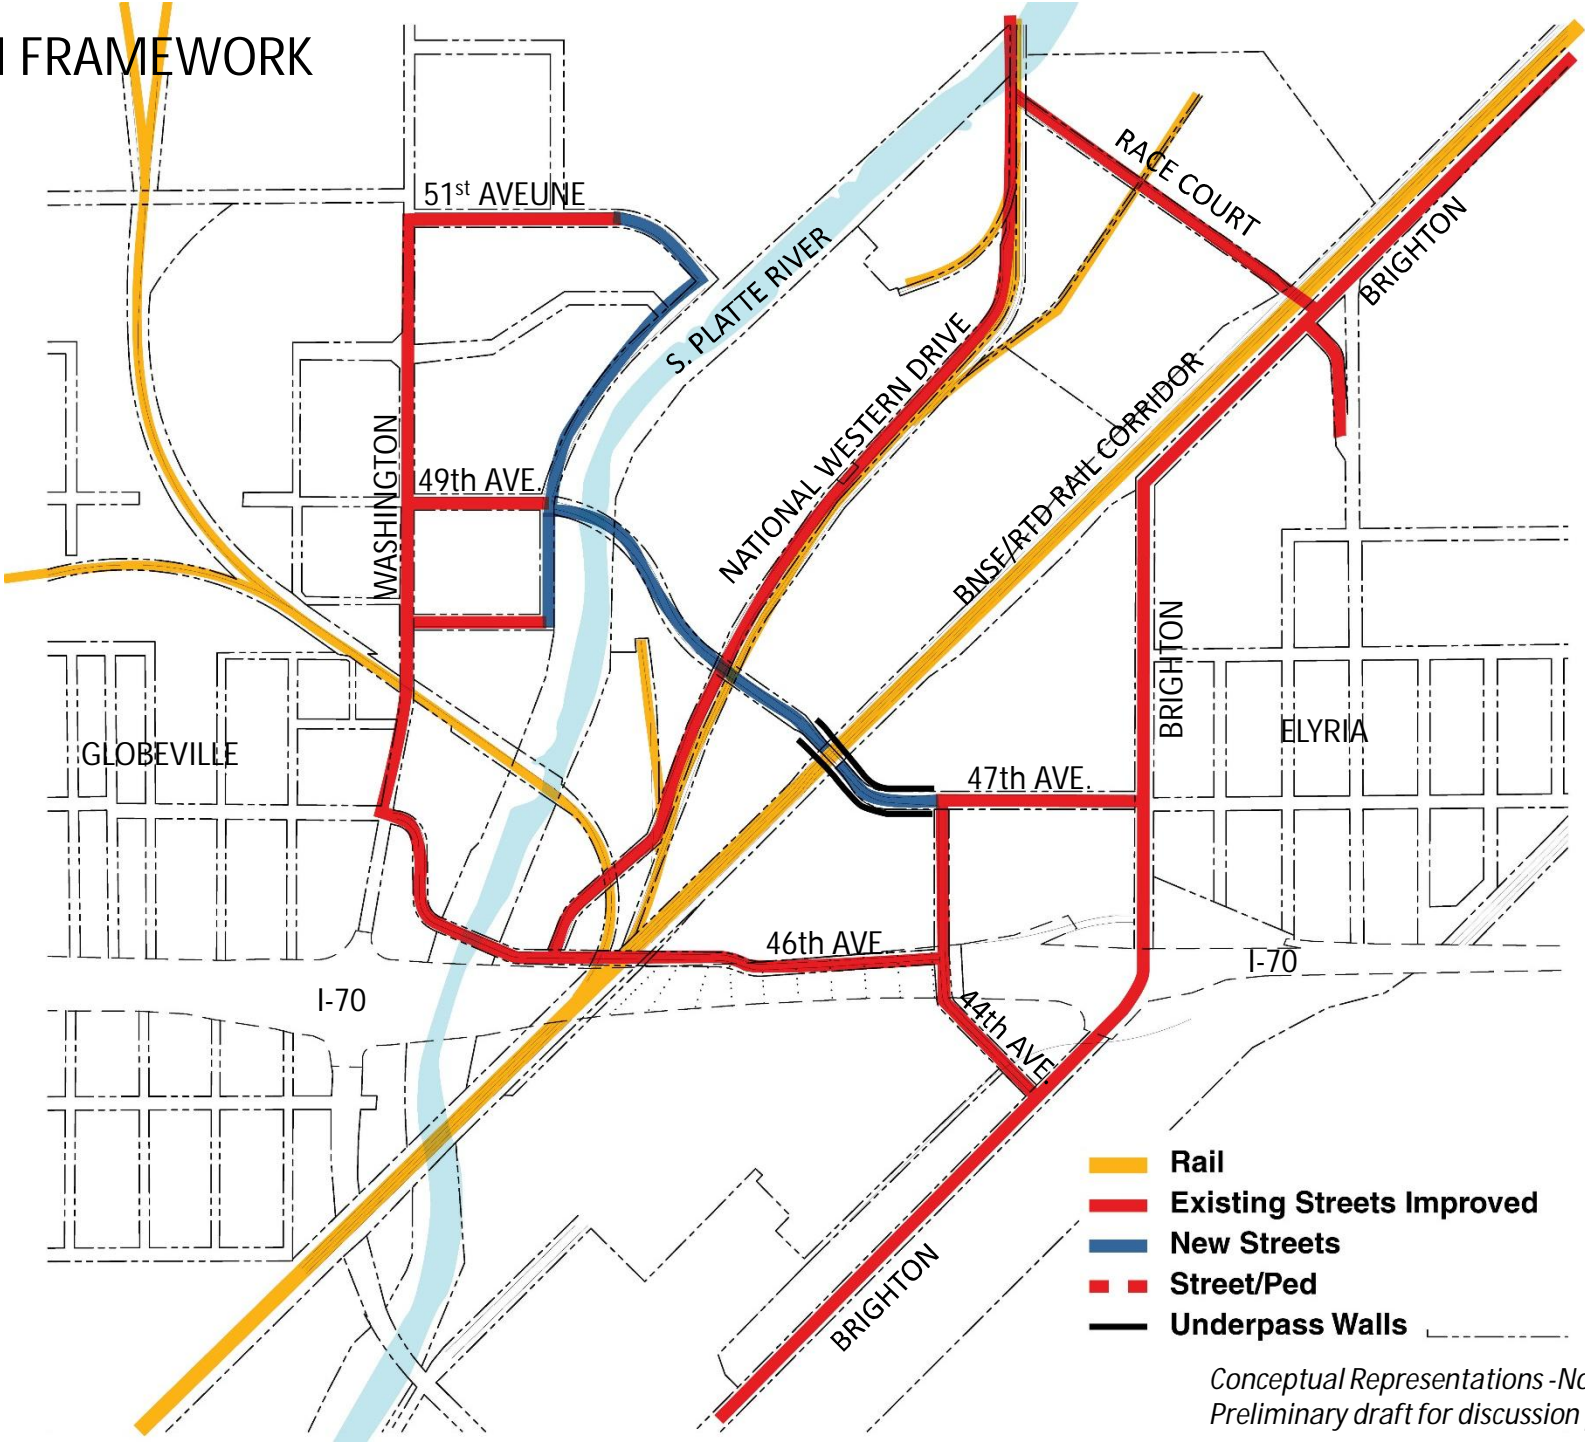 FRAMEWORK
51st AVEUNE
RACE COURT
BRIGHTON
S. PLATTE RIVER
NATIONAL WESTERN DRIVE
BNSF/RTD RAIL CORRIDOR
WASHINGTON
49th AVE.
BRIGHTON
ELYRIA
GLOBEVILLE
47th AVE.
46th AVE
I-70
I-70
44th AVE.
BRIGHTON
Rail
Existing Streets Improved
New Streets
Street/Ped
Underpass Walls
Conceptual Representations -No
Preliminary draft for discussion